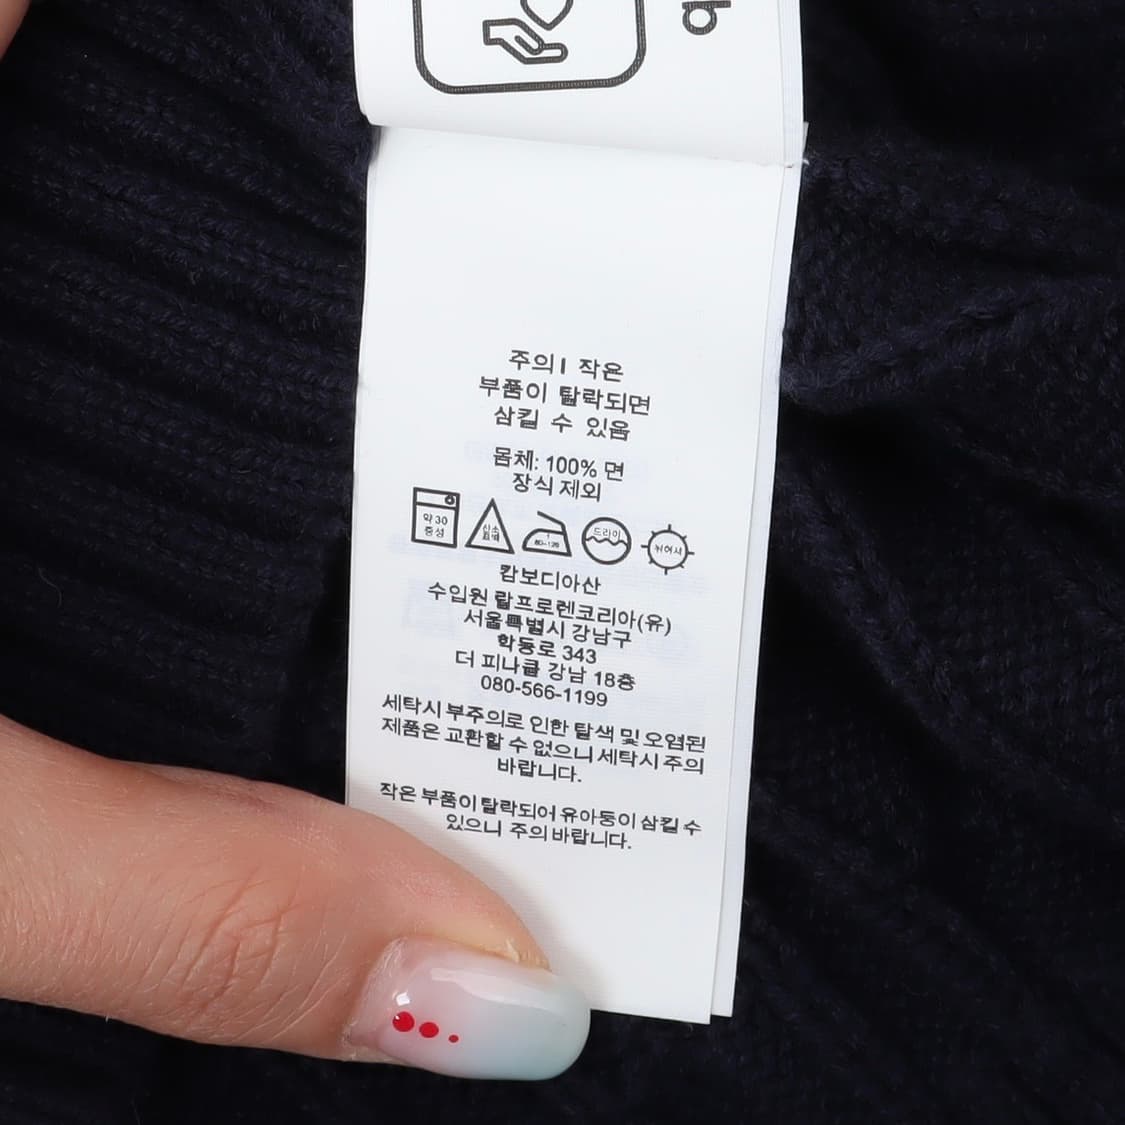 주의! 작은
부품이 탈락되면
삼킬 수 있음
몸체: 100% 면
장식 제외
약 30
중성
산소
표백
80~120
드라이
뉘어서
캄보디아산
수입원 랄프로렌코리아(유)
서울특별시 강남구
학동로 343
더 피나클 강남 18층
080-566-1199
세탁시 부주의로 인한 탈색 및 오염된
제품은 교환할 수 없으니 세탁시 주의
바랍니다.
작은 부품이 탈락되어 유아둥이 삼킬 수
있으니 주의 바랍니다.